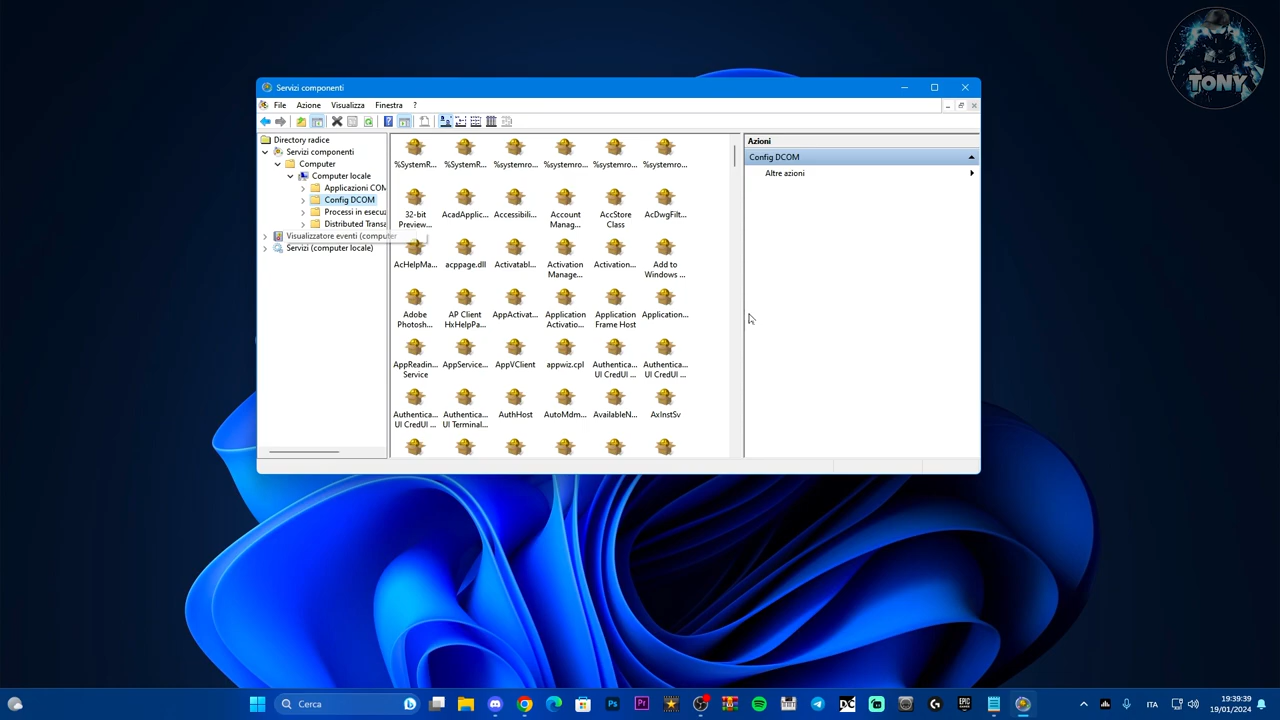 TONY
Servizi componenti
File Azione Visualizza Finestra ?
Directory radice
Servizi componenti
Computer
Computer locale
Applicazioni COM
Config DCOM
Processi in esecu
Distributed Transa
Visualizzatore eventi (computer
Servizi (computer locale)
%SystemR... %SystemR... %systemro... %systemro... %systemro... %systemro...
32-bit AcadApplic... Accessibili... Account AccStore AcDwgFilt...
Preview... Manag... Class
AcHelpMa... acppage.dll Activatabl... Activation Activation... Add to
Manage... Windows ...
Adobe AP Client AppActivat... Application Application Application...
Photosh... HxHelpPa... Activatio... Frame Host
AppReadin... AppService... AppVClient appwiz.cpl Authentica... Authentica...
Service UI CredUI ... UI CredUI ...
Authentica... Authentica... AuthHost AutoMdm... AvailableN... AxInstSv
UI CredUI ... UI Terminal...
Azioni
Config DCOM
Altre azioni
Cerca
Ps
Pr
EPIC
GAMES
ITA
19:39:39
19/01/2024